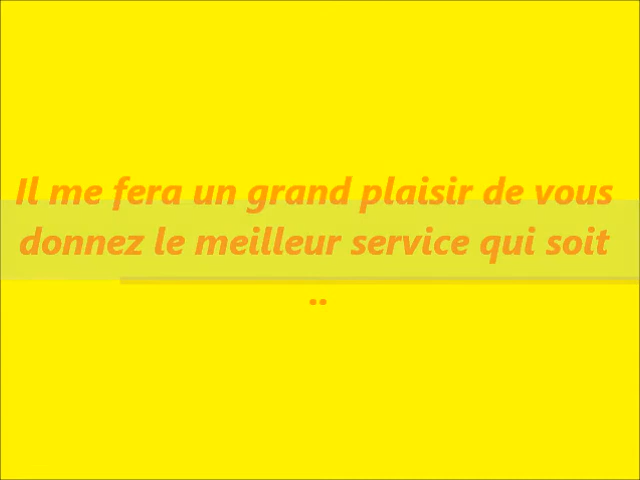 Il me fera un grand plaisir de vous
donnez le meilleur service qui soit
..